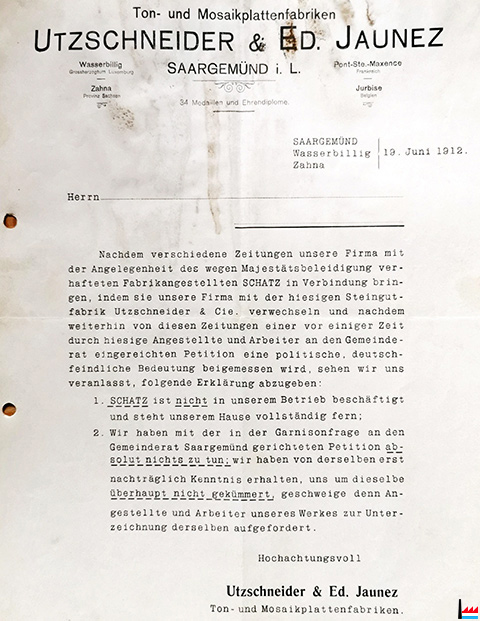 Ton- und Mosaikplattenfabriken
UTZSCHNEIDER & ED. JAUNEZ
SAARGEMÜND i. L.
Wasserbillig
Grossherzogtum Luxemburg
Zahna
Provinz Sachsen
Pont-Ste.-Maxence
Frankreich
Jurbise
Belgien
34 Medaillen und Ehrendiplome.
SAARGEMÜND
Wasserbillig
Zahna
19. Juni 1912.
Herrn
Nachdem verschiedene Zeitungen unsere Firma mit
der Angelegenheit des wegen Majestätsbeleidigung ver-
hafteten Fabrikangestellten SCHATZ in Verbindung brin-
gen, indem sie unsere Firma mit der hiesigen Steingut-
fabrik Utzschneider & Cie. verwechseln und nachdem
weiterhin von diesen Zeitungen einer vor einiger Zeit
durch hiesige Angestellte und Arbeiter an den Gemeinde-
rat eingereichten Petition eine politische, deutsch-
feindliche Bedeutung beigemessen wird, sehen wir uns
veranlasst, folgende Erklärung abzugeben:
1. SCHATZ ist nicht in unserem Betrieb beschäftigt
und steht unserem Hause vollständig fern;
2. Wir haben mit der in der Garnisonfrage an den
Gemeinderat Saargemünd gerichteten Petition ab-
solut nichts zu tun; wir haben von derselben erst
nachträglich Kenntnis erhalten, uns um dieselbe
überhaupt nicht gekümmert, geschweige denn An-
gestellte und Arbeiter unseres Werkes zur Unter-
zeichnung derselben aufgefordert.
Hochachtungsvoll
Utzschneider & Ed. Jaunez
Ton- und Mosaikplattenfabriken.